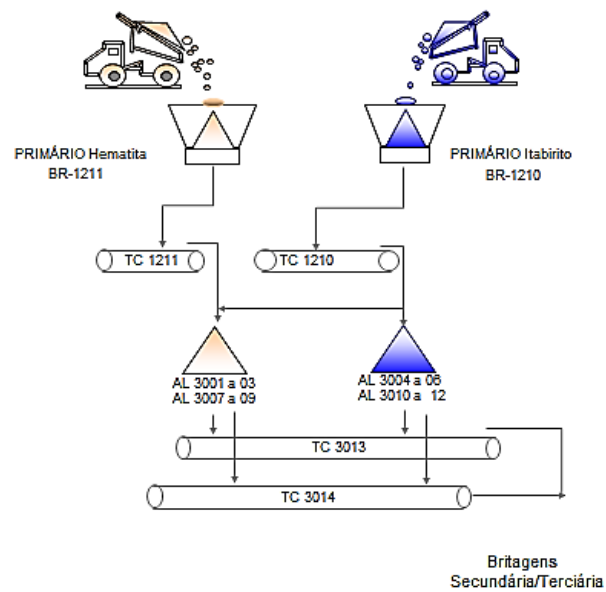 PRIMÁRIO Hematita
BR-1211
PRIMÁRIO Itabirito
BR-1210
TC 1211
TC 1210
AL 3001 a 03
AL 3007 a 09
AL 3004 a 06
AL 3010 a 12
TC 3013
TC 3014
Britagens
Secundária/Terciária